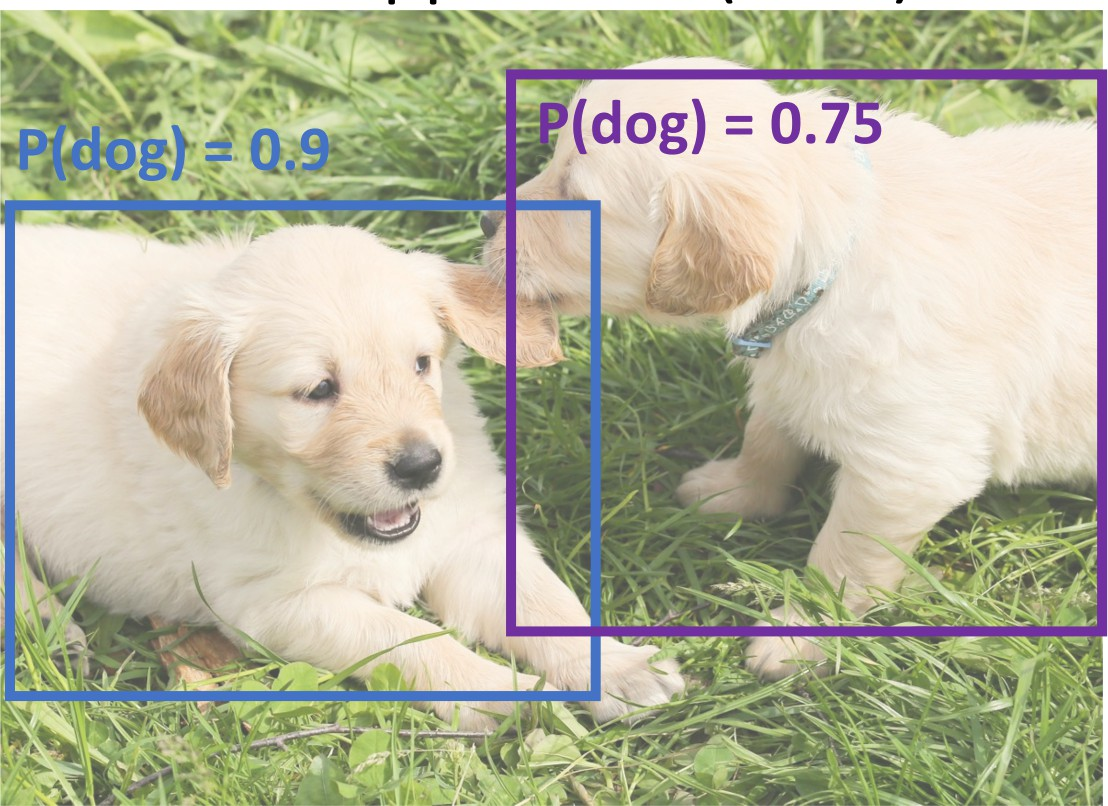 P(dog) = 0.75
P(dog) = 0.9